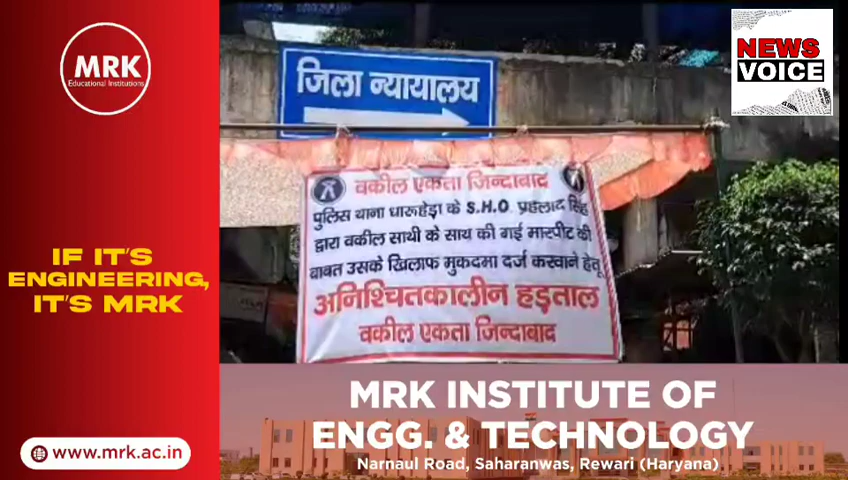 MRK
Educational Institutions
IF IT'S
ENGINEERING,
IT'S MRK
www.mrk.ac.in
NEWS
VOICE
जिला न्यायालय
वकील एकता जिन्दाबाद
पुलिस थाना धारूहेड़ा के S.H.O. प्रहलाद सिंह
द्वारा वकील साथी के साथ की गई मारपीट की
बाबत उसके खिलाफ मुकदमा दर्ज करवाने हेतू
अनिश्चितकालीन हड़ताल
वकील एकता जिन्दाबाद
MRK INSTITUTE OF
ENGG. & TECHNOLOGY
Narnaul Road, Saharanwas, Rewari (Haryana)